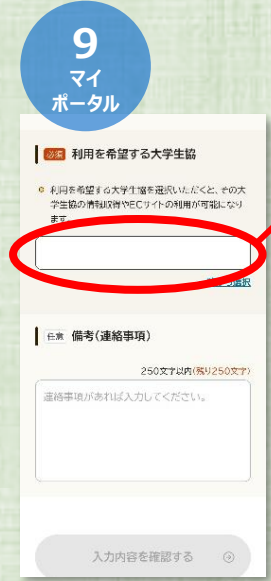 9
マイ
ポータル
必須 利用を希望する大学生協
利用を希望する大学生協を選択いただくと、その大
学生協の情報取得やECサイトの利用が可能になり
ます。
選択
任意 備考(連絡事項)
250文字以内(残り250文字)
連絡事項があれば入力してください。
入力内容を確認する